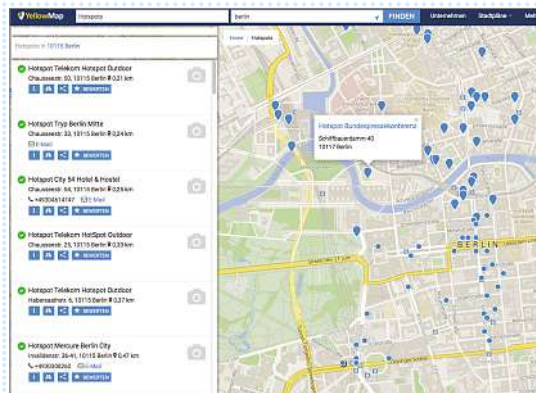 YellowMap
Hotspots
berlin
FINDEN
Unternehmen
Stadtpläne
Home
Hotspots
Hotspots in 10115 Berlin
Hotspot Telekom Hotspot Outdoor
Chausseestr. 50, 10115 Berlin 0,21 km
BEWERTEN
Hotspot Tryp Berlin Mitte
Chausseestr. 33, 10115 Berlin 0,24 km
E-Mail
BEWERTEN
Hotspot City 54 Hotel & Hostel
Chausseestr. 54, 10115 Berlin 0,25 km
E-Mail
BEWERTEN
Hotspot Telekom HotSpot Outdoor
Chausseestr. 25, 10115 Berlin 0,33 km
BEWERTEN
Hotspot Telekom Hotspot Outdoor
Habersaathstr. 6, 10115 Berlin 0,37 km
BEWERTEN
Hotspot Mercure Berlin City
Invalidenstr. 36-41, 10115 Berlin 0,47 km
E-Mail
BEWERTEN
Hotspot Bundespressekonferenz
Schiffbauerdamm 40
10117 Berlin
BERLIN